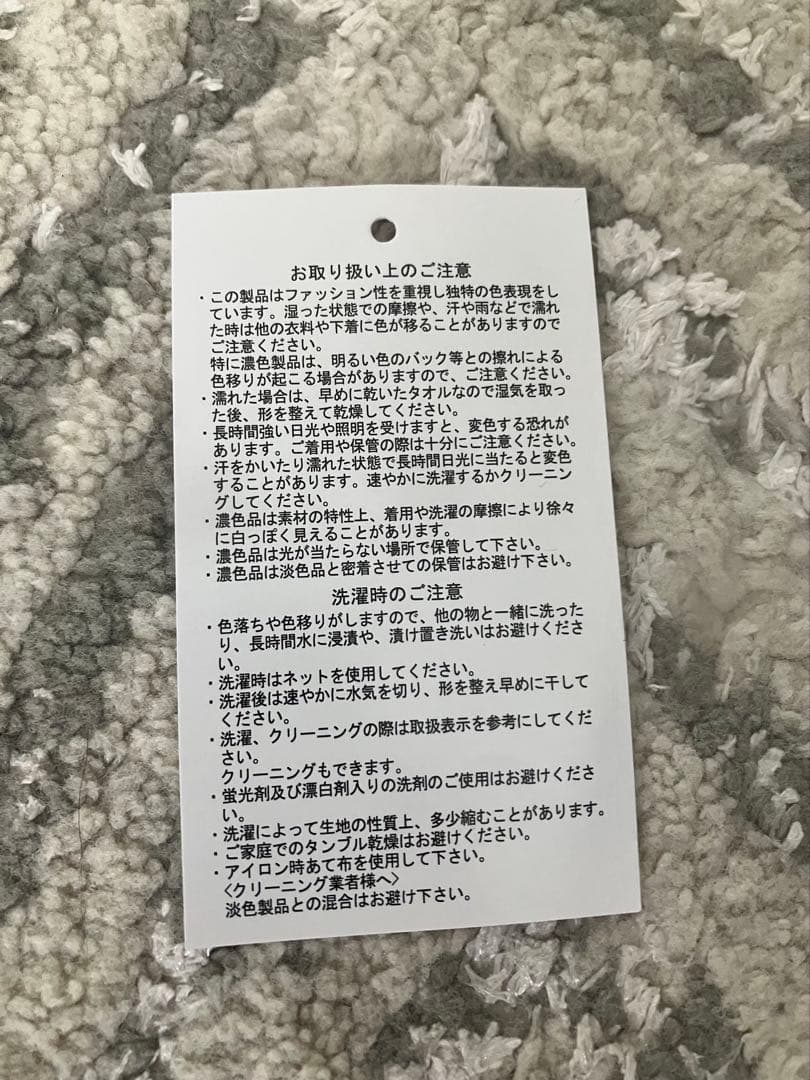 お取り扱い上のご注意
・この製品はファッション性を重視し独特の色表現をし
ています。湿った状態での摩擦や、汗や雨などで濡れ
た時は他の衣料や下着に色が移ることがありますので
ご注意ください。
特に濃色製品は、明るい色のバック等との擦れによる
色移りが起こる場合がありますので、ご注意ください。
・濡れた場合は、早めに乾いたタオルなので湿気を取っ
た後、形を整えて乾燥してください。
・長時間強い日光や照明を受けますと、変色する恐れが
あります。ご着用や保管の際は十分にご注意ください。
・汗をかいたり濡れた状態で長時間日光に当たると変色
することがあります。速やかに洗濯するかクリーニン
グしてください。
・濃色品は素材の特性上、着用や洗濯の摩擦により徐々
に白っぽく見えることがあります。
・濃色品は光が当たらない場所で保管して下さい。
・濃色品は淡色品と密着させての保管はお避け下さい。
洗濯時のご注意
・色落ちや色移りがしますので、他の物と一緒に洗った
り、長時間水に浸漬や、漬け置き洗いはお避けくださ
い。
・洗濯時はネットを使用してください。
・洗濯後は速やかに水気を切り、形を整え早めに干して
ください。
・洗濯、クリーニングの際は取扱表示を参考にしてくだ
さい。
クリーニングもできます。
・蛍光剤及び漂白剤入りの洗剤のご使用はお避けくださ
い。
・洗濯によって生地の性質上、多少縮むことがあります。
・ご家庭でのタンブル乾燥はお避けください。
・アイロン時あて布を使用して下さい。
〈クリーニング業者様へ〉
淡色製品との混合はお避け下さい。